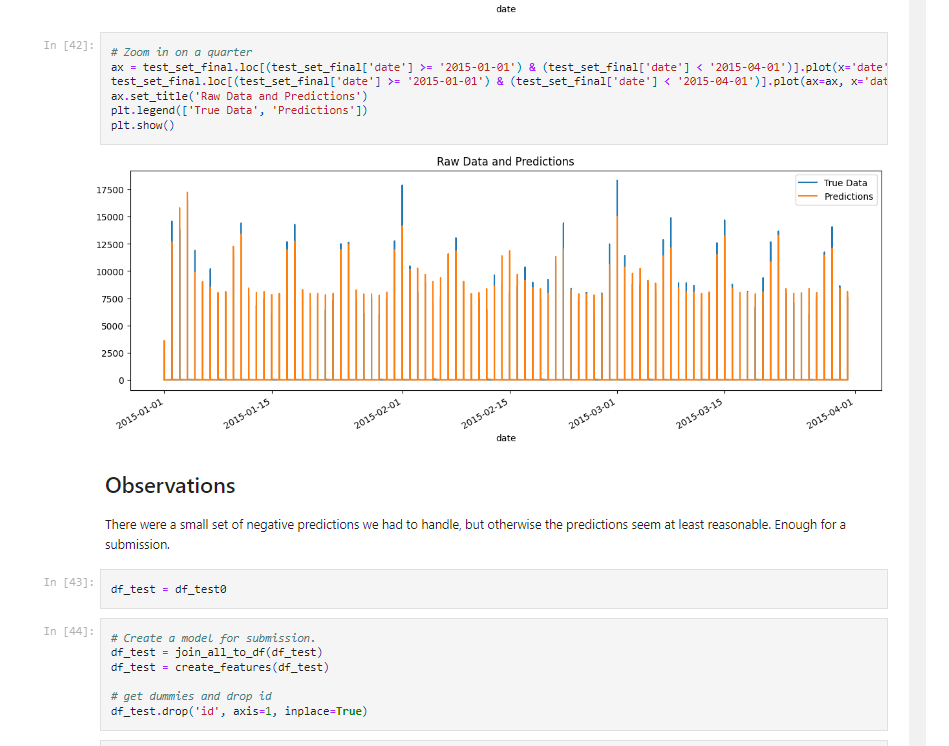 date
In [42]:
# Zoom in on a quarter
ax = test_set_final.loc[(test_set_final['date'] >= '2015-01-01') & (test_set_final['date'] < '2015-04-01')].plot(x='date'
test_set_final.loc[(test_set_final['date'] >= '2015-01-01') & (test_set_final['date'] < '2015-04-01')].plot(ax=ax, x='dat
ax.set_title('Raw Data and Predictions')
plt.legend(['True Data', 'Predictions'])
plt.show()
Raw Data and Predictions
True Data
Predictions
17500
15000
12500
10000
7500
5000
2500
0
2015-01-01
2015-01-15
2015-02-01
2015-02-15
2015-03-01
2015-03-15
2015-04-01
date
Observations
There were a small set of negative predictions we had to handle, but otherwise the predictions seem at least reasonable. Enough for a
submission.
In [43]:
df_test = df_test0
In [44]:
# Create a model for submission.
df_test = join_all_to_df(df_test)
df_test = create_features(df_test)
# get dummies and drop id
df_test.drop('id', axis=1, inplace=True)